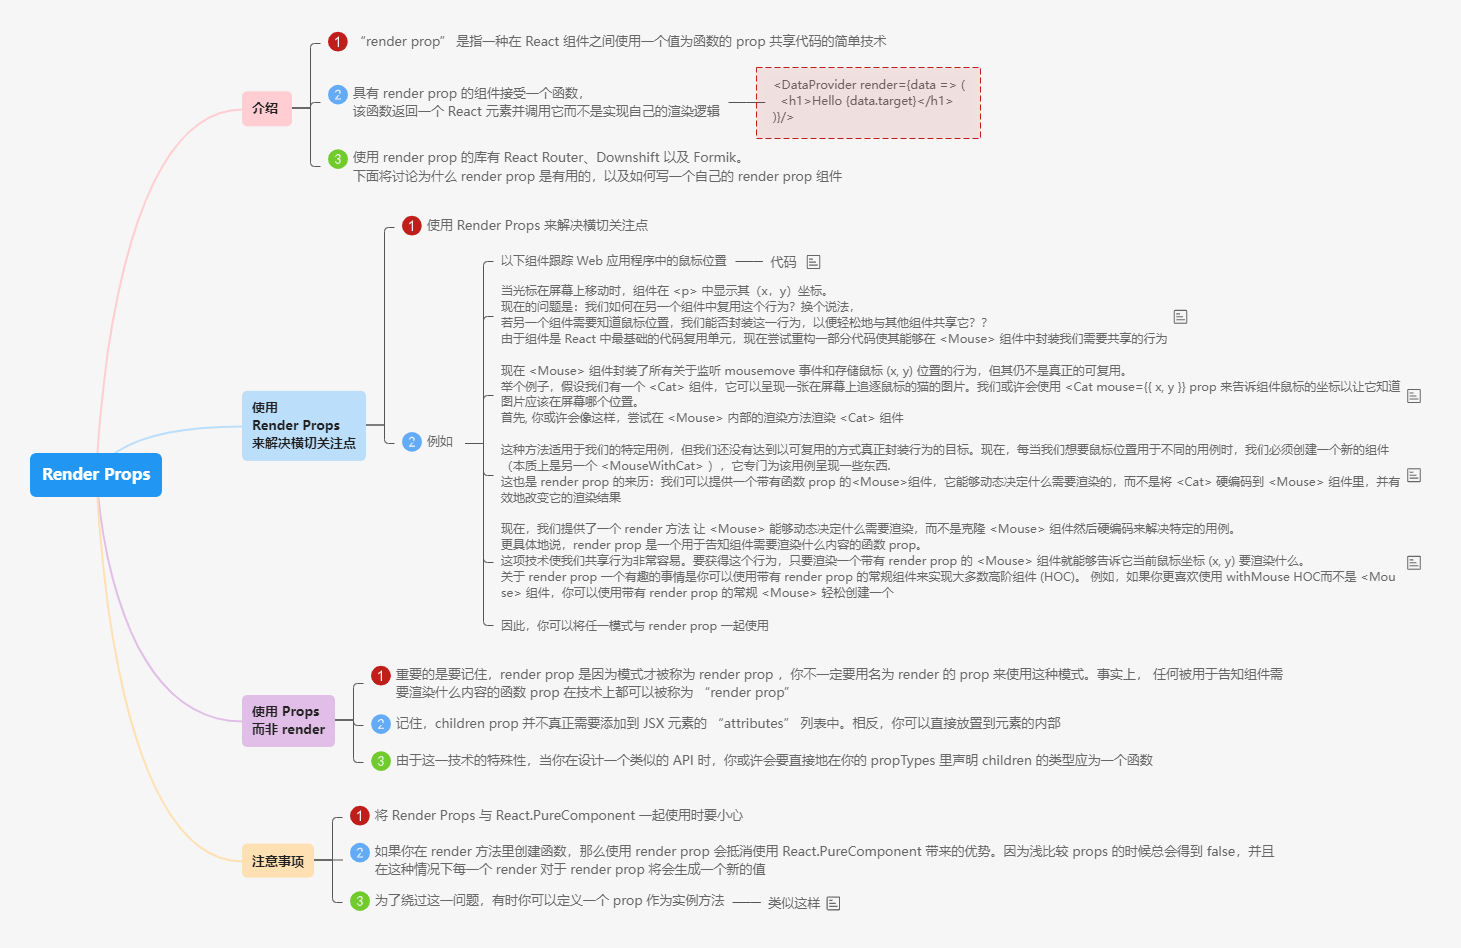 Render Props
介绍
1
“render prop” 是指一种在 React 组件之间使用一个值为函数的 prop 共享代码的简单技术
2
具有 render prop 的组件接受一个函数，
该函数返回一个 React 元素并调用它而不是实现自己的渲染逻辑
<DataProvider render={data => (
<h1>Hello {data.target}</h1>
)}/>
3
使用 render prop 的库有 React Router、Downshift 以及 Formik。
下面将讨论为什么 render prop 是有用的，以及如何写一个自己的 render prop 组件
使用
Render Props
来解决横切关注点
1
使用 Render Props 来解决横切关注点
2
例如
以下组件跟踪 Web 应用程序中的鼠标位置
代码
当光标在屏幕上移动时，组件在 <p> 中显示其（x，y）坐标。
现在的问题是：我们如何在另一个组件中复用这个行为？换个说法，
若另一个组件需要知道鼠标位置，我们能否封装这一行为，以便轻松地与其他组件共享它？？
由于组件是 React 中最基础的代码复用单元，现在尝试重构一部分代码使其能够在 <Mouse> 组件中封装我们需要共享的行为
现在 <Mouse> 组件封装了所有关于监听 mousemove 事件和存储鼠标 (x, y) 位置的行为，但其仍不是真正的可复用。
举个例子，假设我们有一个 <Cat> 组件，它可以呈现一张在屏幕上追逐鼠标的猫的图片。我们或许会使用 <Cat mouse={{ x, y }} prop 来告诉组件鼠标的坐标以让它知道
图片应该在屏幕哪个位置。
首先, 你或许会像这样，尝试在 <Mouse> 内部的渲染方法渲染 <Cat> 组件
这种方法适用于我们的特定用例，但我们还没有达到以可复用的方式真正封装行为的目标。现在，每当我们想要鼠标位置用于不同的用例时，我们必须创建一个新的组件
（本质上是另一个 <MouseWithCat> ），它专门为该用例呈现一些东西.
这也是 render prop 的来历：我们可以提供一个带有函数 prop 的<Mouse>组件，它能够动态决定什么需要渲染的，而不是将 <Cat> 硬编码到 <Mouse> 组件里，并有
效地改变它的渲染结果
现在，我们提供了一个 render 方法 让 <Mouse> 能够动态决定什么需要渲染，而不是克隆 <Mouse> 组件然后硬编码来解决特定的用例。
更具体地说，render prop 是一个用于告知组件需要渲染什么内容的函数 prop。
这项技术使我们共享行为非常容易。要获得这个行为，只要渲染一个带有 render prop 的 <Mouse> 组件就能够告诉它当前鼠标坐标 (x, y) 要渲染什么。
关于 render prop 一个有趣的事情是你可以使用带有 render prop 的常规组件来实现大多数高阶组件 (HOC)。 例如，如果你更喜欢使用 withMouse HOC而不是 <Mou
se> 组件，你可以使用带有 render prop 的常规 <Mouse> 轻松创建一个
因此，你可以将任一模式与 render prop 一起使用
使用 Props
而非 render
1
重要的是要记住，render prop 是因为模式才被称为 render prop ，你不一定要用名为 render 的 prop 来使用这种模式。事实上， 任何被用于告知组件需
要渲染什么内容的函数 prop 在技术上都可以被称为 “render prop”
2
记住，children prop 并不真正需要添加到 JSX 元素的 “attributes” 列表中。相反，你可以直接放置到元素的内部
3
由于这一技术的特殊性，当你在设计一个类似的 API 时，你或许会要直接地在你的 propTypes 里声明 children 的类型应为一个函数
注意事项
1
将 Render Props 与 React.PureComponent 一起使用时要小心
2
如果你在 render 方法里创建函数，那么使用 render prop 会抵消使用 React.PureComponent 带来的优势。因为浅比较 props 的时候总会得到 false，并且
在这种情况下每一个 render 对于 render prop 将会生成一个新的值
3
为了绕过这一问题，有时你可以定义一个 prop 作为实例方法
类似这样